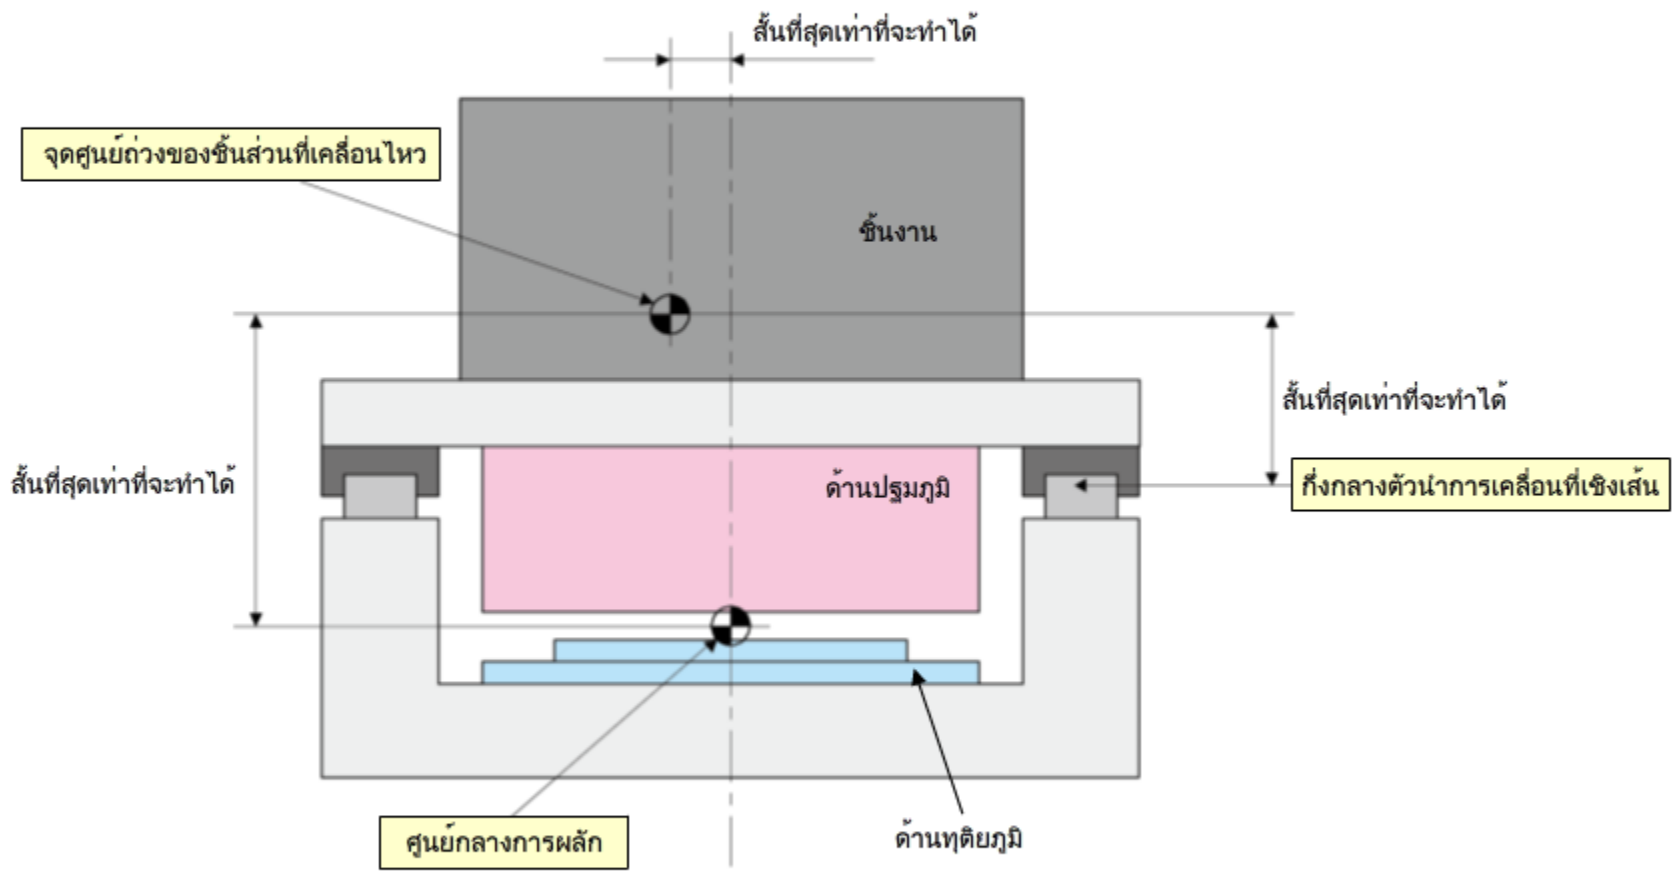 สั้นที่สุดเท่าที่จะทำได้
จุดศูนย์ถ่วงของชิ้นส่วนที่เคลื่อนไหว
ชิ้นงาน
สั้นที่สุดเท่าที่จะทำได้
สั้นที่สุดเท่าที่จะทำได้
ด้านปฐมภูมิ
กึ่งกลางตัวนำการเคลื่อนที่เชิงเส้น
ศูนย์กลางการผลัก
ด้านทุติยภูมิ